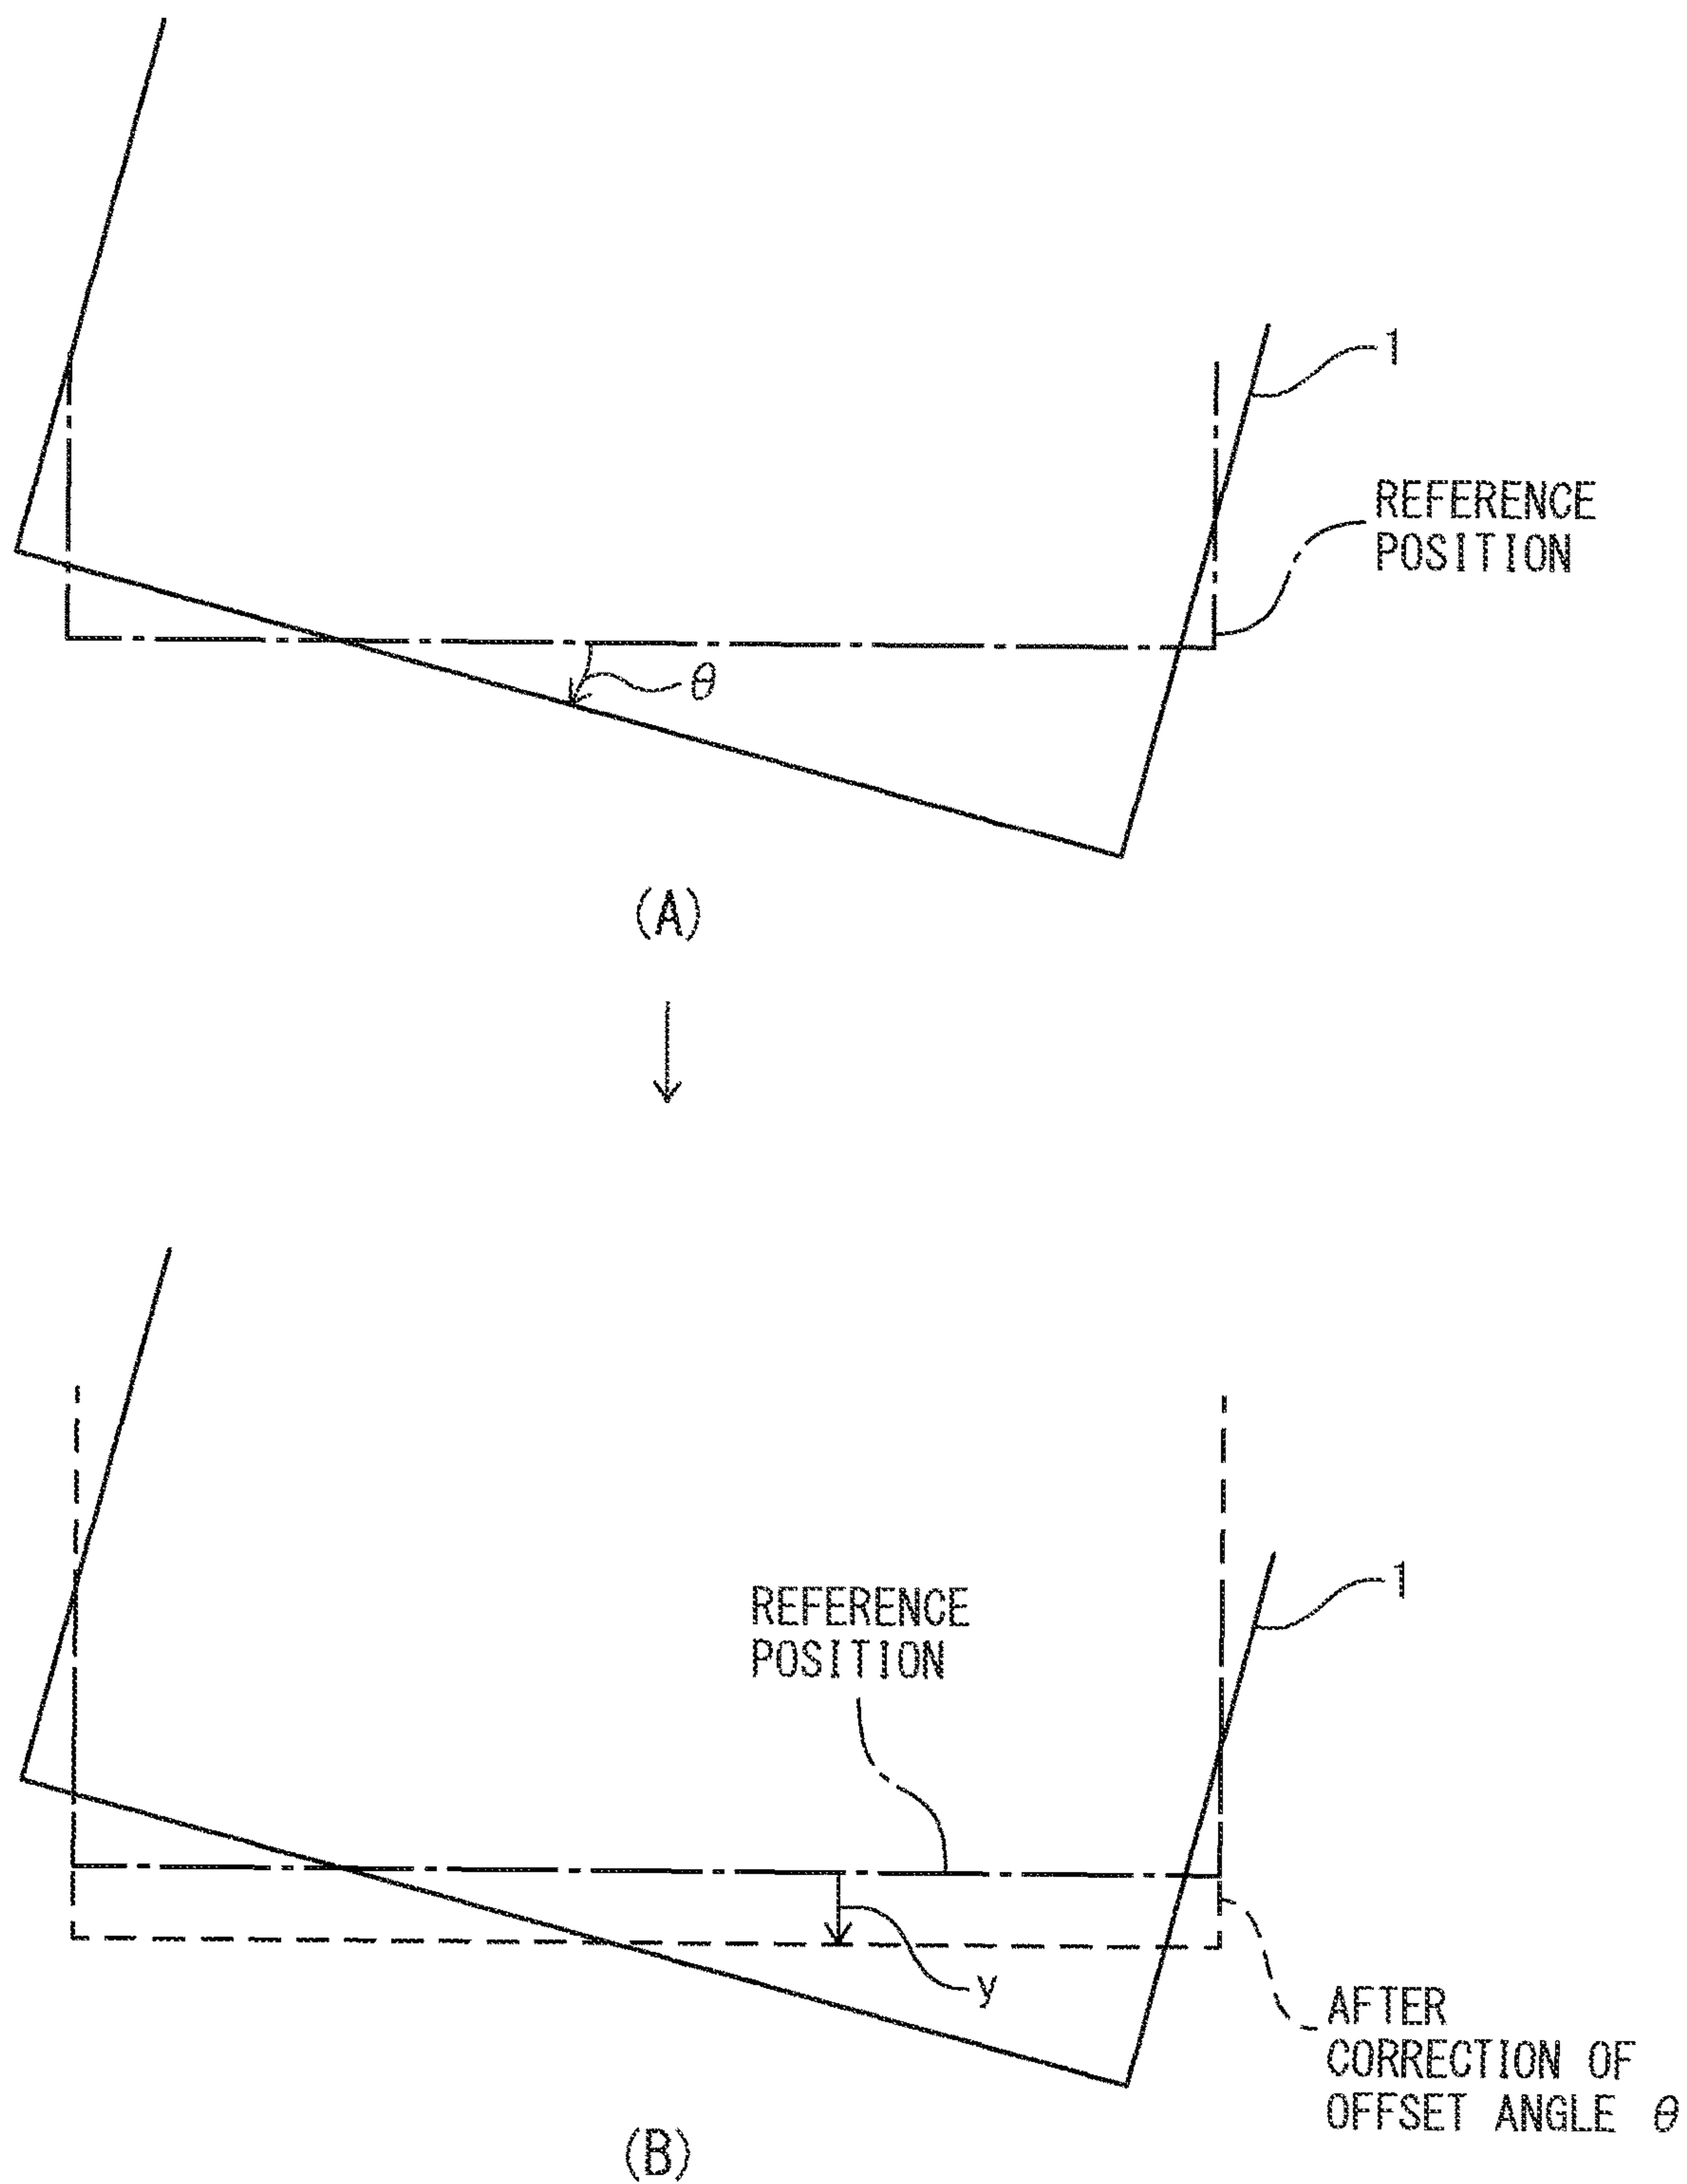 1
REFERENCE
POSITION
θ
(A)
REFERENCE
POSITION
1
y
AFTER
CORRECTION OF
OFFSET ANGLE θ
(B)